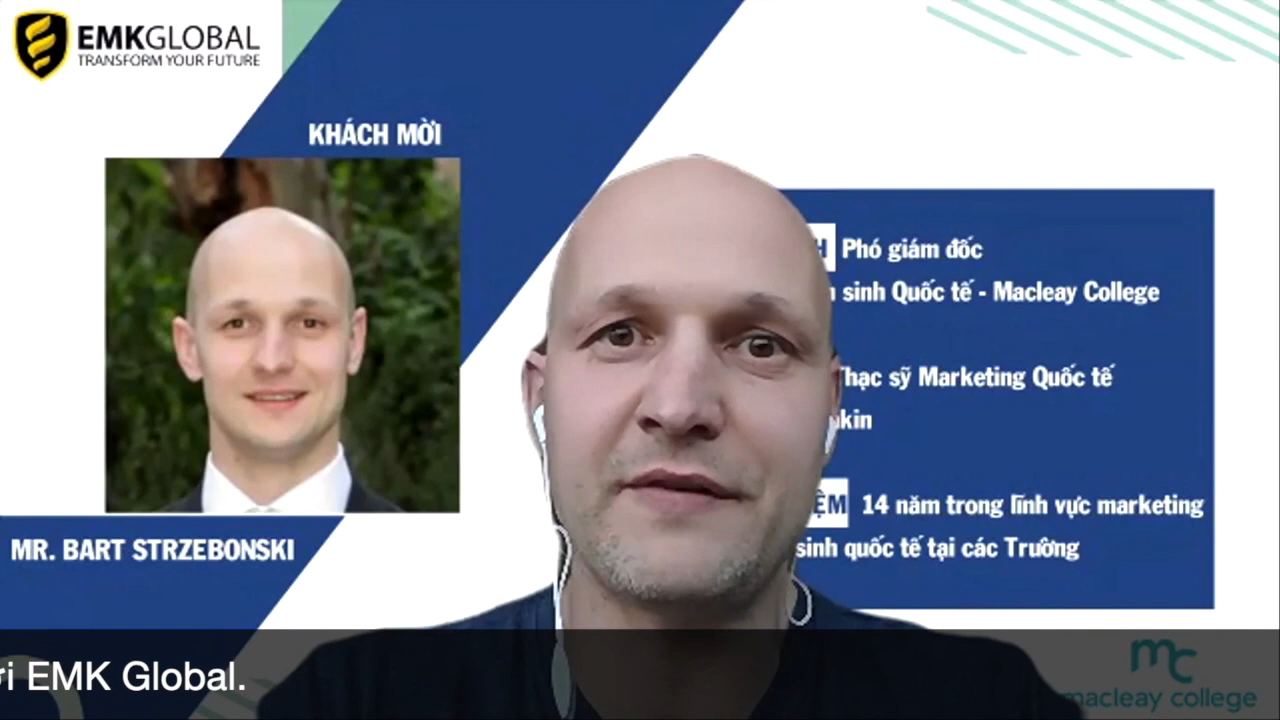 EMKGLOBAL
TRANSFORM YOUR FUTURE
KHÁCH MỜI
Phó giám đốc
sinh Quốc tế - Macleay College
Thạc sỹ Marketing Quốc tế
14 năm trong lĩnh vực marketing
sinh quốc tế tại các Trường
MR. BART STRZEBONSKI
EMK Global.
mc
macleay college